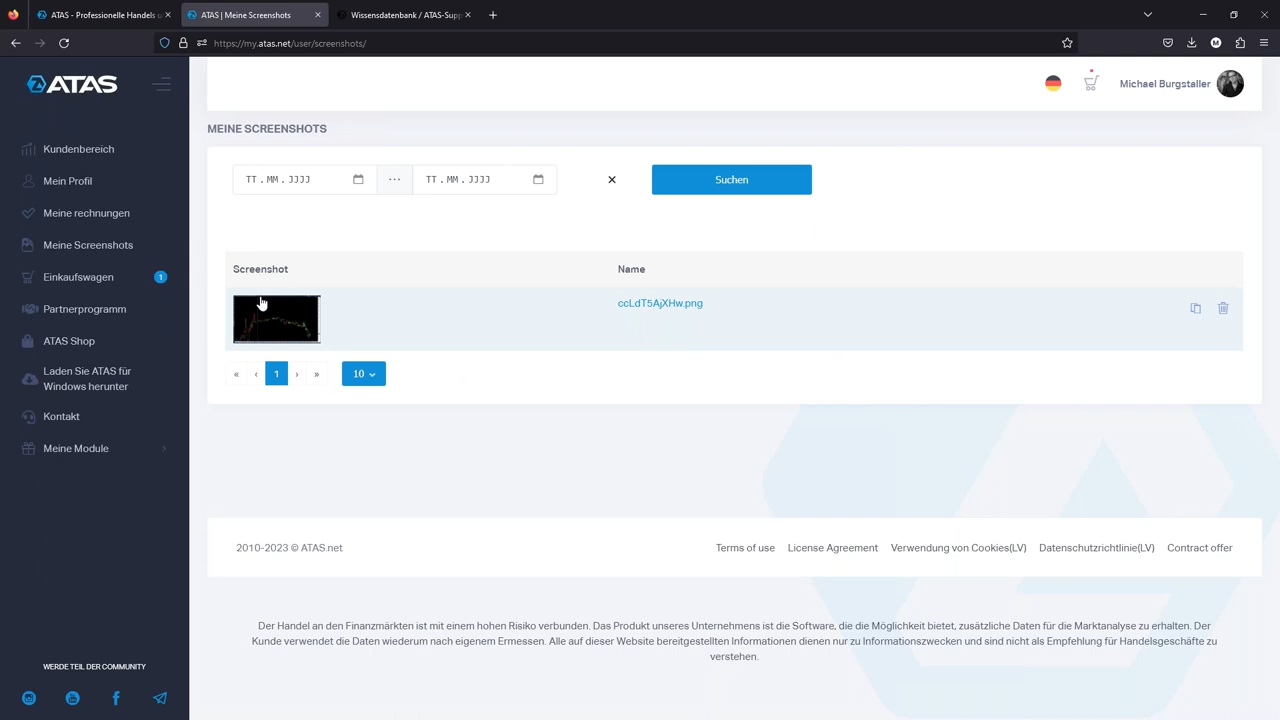 ATAS - Professionelle Handels u
ATAS | Meine Screenshots
Wissensdatenbank / ATAS-Supp
https://my.atas.net/user/screenshots/
ATAS
Michael Burgstaller
Kundenbereich
Mein Profil
Meine rechnungen
Meine Screenshots
Einkaufswagen
1
Partnerprogramm
ATAS Shop
Laden Sie ATAS für
Windows herunter
Kontakt
Meine Module
WERDE TEIL DER COMMUNITY
MEINE SCREENSHOTS
TT . MM . JJJJ
...
TT . MM . JJJJ
Suchen
Screenshot
Name
ccLdT5AjXHw.png
« ‹ 1 › »
10
2010-2023 © ATAS.net
Terms of use
License Agreement
Verwendung von Cookies(LV)
Datenschutzrichtlinie(LV)
Contract offer
Der Handel an den Finanzmärkten ist mit einem hohen Risiko verbunden. Das Produkt unseres Unternehmens ist die Software, die die Möglichkeit bietet, zusätzliche Daten für die Marktanalyse zu erhalten. Der
Kunde verwendet die Daten wiederum nach eigenem Ermessen. Alle auf dieser Website bereitgestellten Informationen dienen nur zu Informationszwecken und sind nicht als Empfehlung für Handelsgeschäfte zu
verstehen.